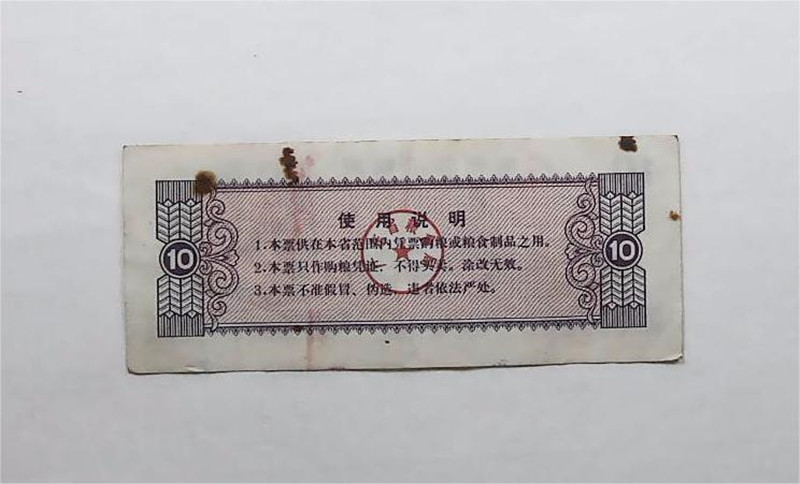 使用说明
1.本票供在本省范围内凭票购粮或粮食制品之用。
10
2.本票只作购粮凭证，不得买卖。涂改无效。
10
3.本票不准假冒、伪造，违者依法严处。